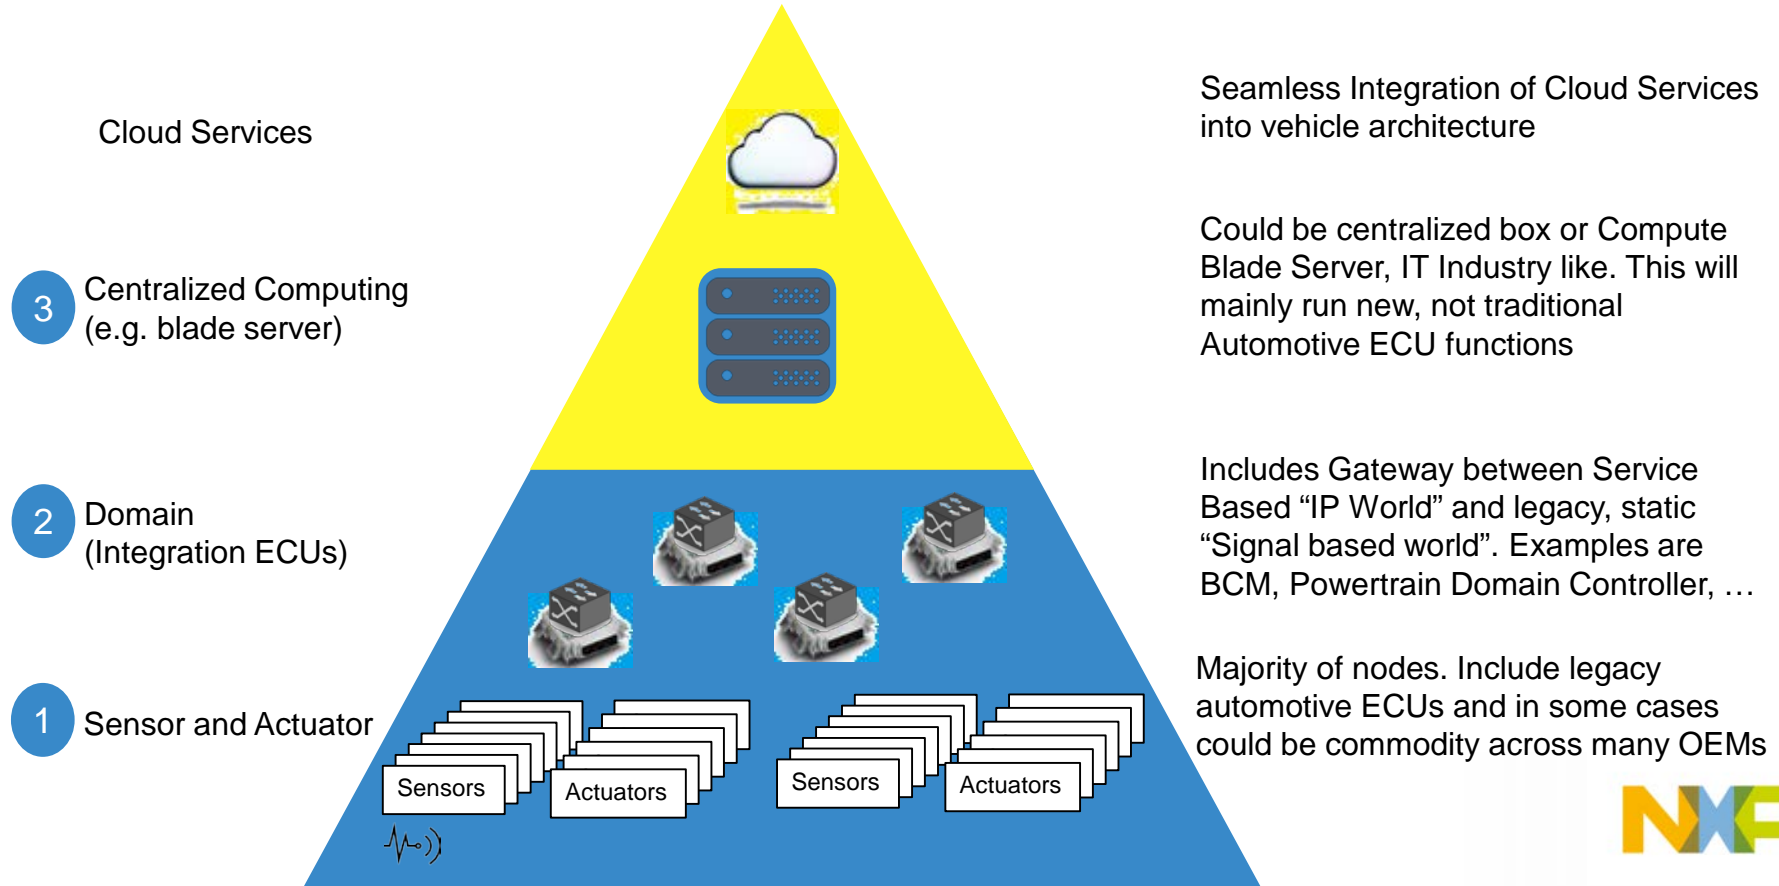 Cloud Services
Seamless Integration of Cloud Services
into vehicle architecture
3
Centralized Computing
(e.g. blade server)
Could be centralized box or Compute
Blade Server, IT Industry like. This will
mainly run new, not traditional
Automotive ECU functions
2
Domain
(Integration ECUs)
Includes Gateway between Service
Based “IP World” and legacy, static
“Signal based world”. Examples are
BCM, Powertrain Domain Controller, …
1
Sensor and Actuator
Sensors
Actuators
Sensors
Actuators
Majority of nodes. Include legacy
automotive ECUs and in some cases
could be commodity across many OEMs
NXP